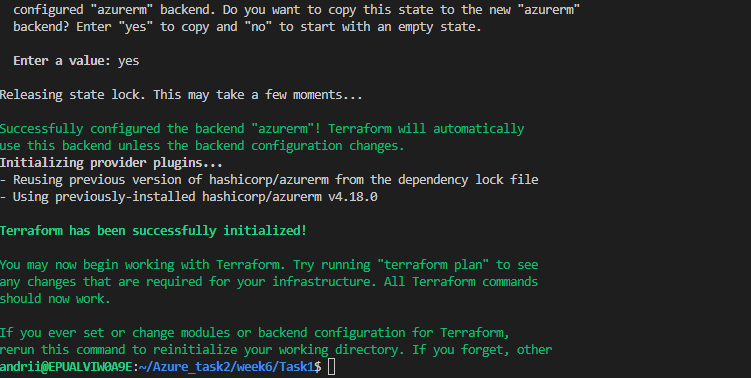 configured "azurerm" backend. Do you want to copy this state to the new "azurerm"
backend? Enter "yes" to copy and "no" to start with an empty state.
Enter a value: yes
Releasing state lock. This may take a few moments...
Successfully configured the backend "azurerm"! Terraform will automatically
use this backend unless the backend configuration changes.
Initializing provider plugins...
- Reusing previous version of hashicorp/azurerm from the dependency lock file
- Using previously-installed hashicorp/azurerm v4.18.0
Terraform has been successfully initialized!
You may now begin working with Terraform. Try running "terraform plan" to see
any changes that are required for your infrastructure. All Terraform commands
should now work.
If you ever set or change modules or backend configuration for Terraform,
rerun this command to reinitialize your working directory. If you forget, other
andrii@EPUALVIW0A9E:~/Azure_task2/week6/Task1$